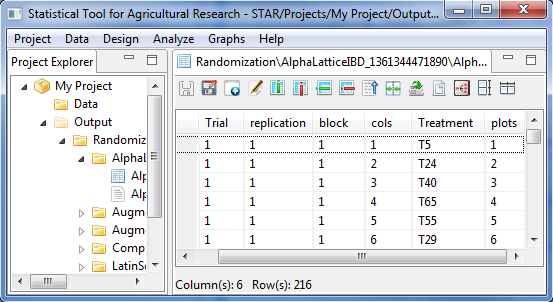 Statistical Tool for Agricultural Research - STAR/Projects/My Project/Output...
Project Data Design Analyze Graphs Help
Project Explorer
My Project
Data
Output
Randomiz
AlphaL
Alp
Alp
Augm
Augm
Comp
LatinS
Randomization\AlphaLatticeIBD_1361344471890\Alph...
Trial replication block cols Treatment plots
1 1 1 1 T5 1
1 1 1 2 T24 2
1 1 1 3 T40 3
1 1 1 4 T65 4
1 1 1 5 T55 5
1 1 1 6 T29 6
Column(s): 6 Row(s): 216